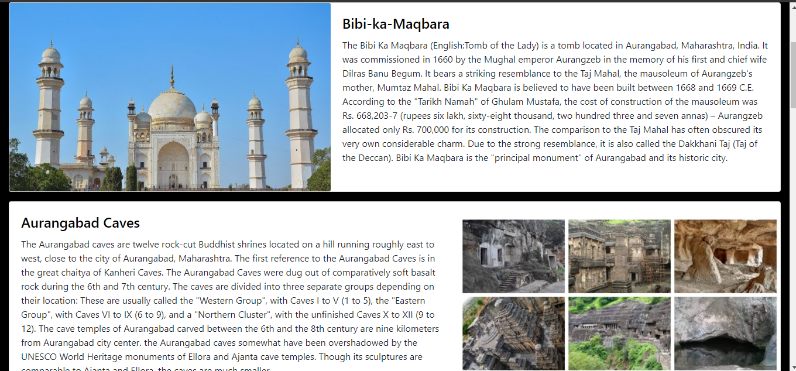 Bibi-ka-Maqbara
The Bibi Ka Maqbara (English:Tomb of the Lady) is a tomb located in Aurangabad, Maharashtra, India. It
was commissioned in 1660 by the Mughal emperor Aurangzeb in the memory of his first and chief wife
Dilras Banu Begum. It bears a striking resemblance to the Taj Mahal, the mausoleum of Aurangzeb's
mother, Mumtaz Mahal. Bibi Ka Maqbara is believed to have been built between 1668 and 1669 C.E.
According to the "Tarikh Namah" of Ghulam Mustafa, the cost of construction of the mausoleum was
Rs. 668,203-7 (rupees six lakh, sixty-eight thousand, two hundred three and seven annas) – Aurangzeb
allocated only Rs. 700,000 for its construction. The comparison to the Taj Mahal has often obscured its
very own considerable charm. Due to the strong resemblance, it is also called the Dakkhani Taj (Taj of
the Deccan). Bibi Ka Maqbara is the "principal monument" of Aurangabad and its historic city.
Aurangabad Caves
The Aurangabad caves are twelve rock-cut Buddhist shrines located on a hill running roughly east to
west, close to the city of Aurangabad, Maharashtra. The first reference to the Aurangabad Caves is in
the great chaitya of Kanheri Caves. The Aurangabad Caves were dug out of comparatively soft basalt
rock during the 6th and 7th century. The caves are divided into three separate groups depending on
their location: These are usually called the "Western Group", with Caves I to V (1 to 5), the "Eastern
Group", with Caves VI to IX (6 to 9), and a "Northern Cluster", with the unfinished Caves X to XII (9 to
12). The cave temples of Aurangabad carved between the 6th and the 8th century are nine kilometers
from Aurangabad city center. the Aurangabad caves somewhat have been overshadowed by the
UNESCO World Heritage monuments of Ellora and Ajanta cave temples. Though its sculptures are
comparable to Ajanta and Ellora, the caves are much smaller